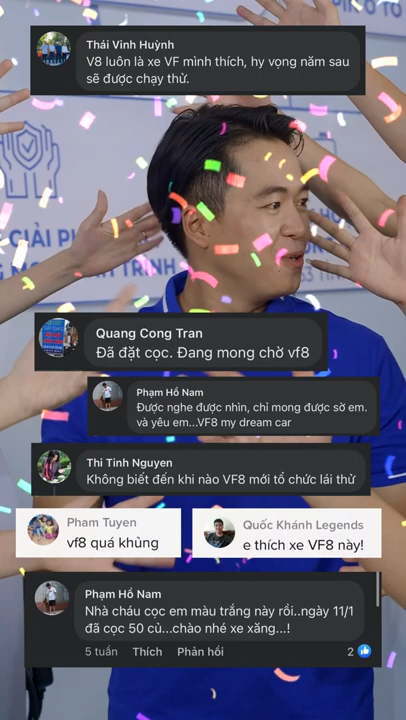 Thái Vinh Huỳnh
V8 luôn là xe VF mình thích, hy vọng năm sau
sẽ được chạy thử.
GIẢI PH
TRÌNH
Quang Cong Tran
Đã đặt cọc. Đang mong chờ vf8
Phạm Hồ Nam
Được nghe được nhìn, chỉ mong được sờ em.
và yêu em...VF8 my dream car
Thi Tinh Nguyen
Không biết đến khi nào VF8 mới tổ chức lái thử
Pham Tuyen
vf8 quá khủng
Quốc Khánh Legends
e thích xe VF8 này!
Phạm Hồ Nam
Nhà cháu cọc em màu trắng này rồi..ngày 11/1
đã cọc 50 củ...chào nhé xe xăng...!
5 tuần Thích Phản hồi 2